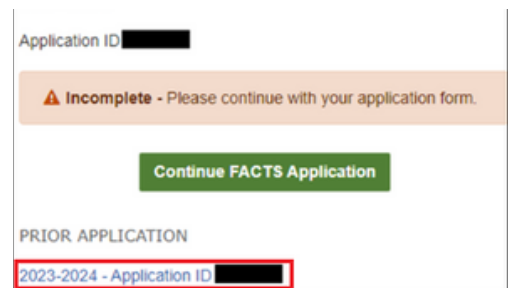 Application ID
Incomplete - Please continue with your application form.
Continue FACTS Application
PRIOR APPLICATION
2023-2024 - Application ID